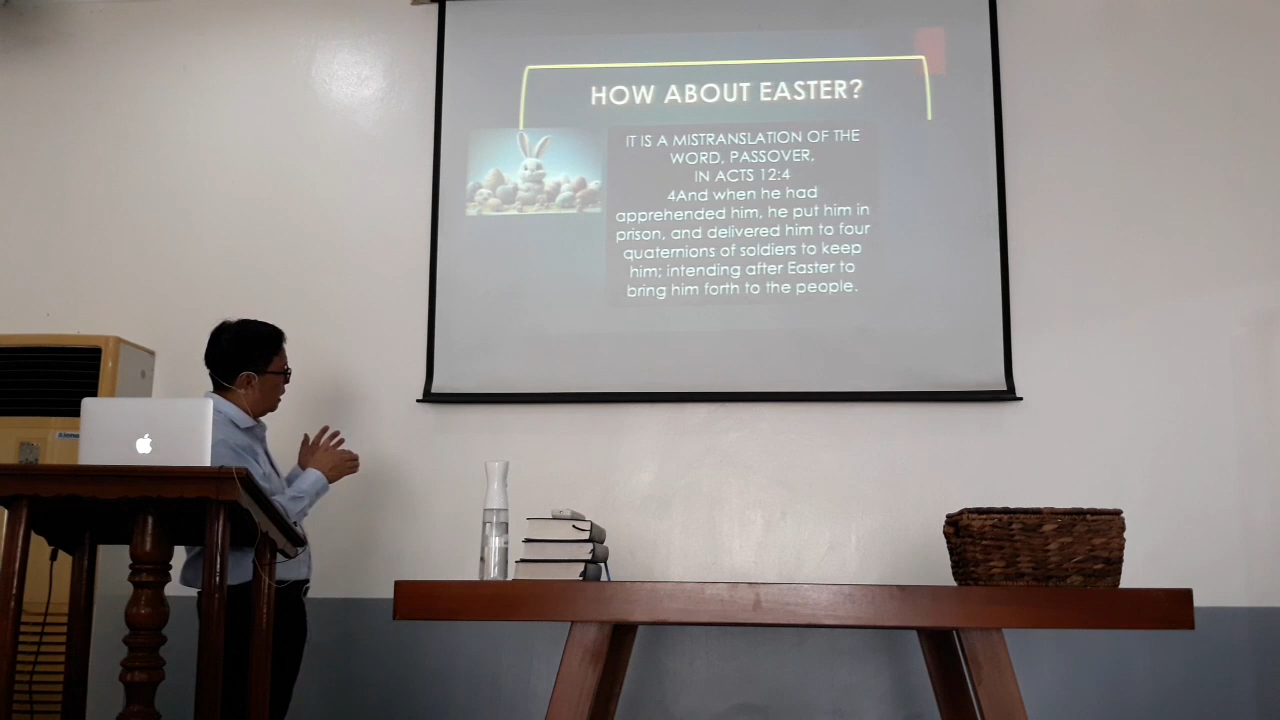 HOW ABOUT EASTER?
IT IS A MISTRANSLATION OF THE
WORD, PASSOVER,
IN ACTS 12:4
4And when he had
apprehended him, he put him in
prison, and delivered him to four
quaternions of soldiers to keep
him; intending after Easter to
bring him forth to the people.